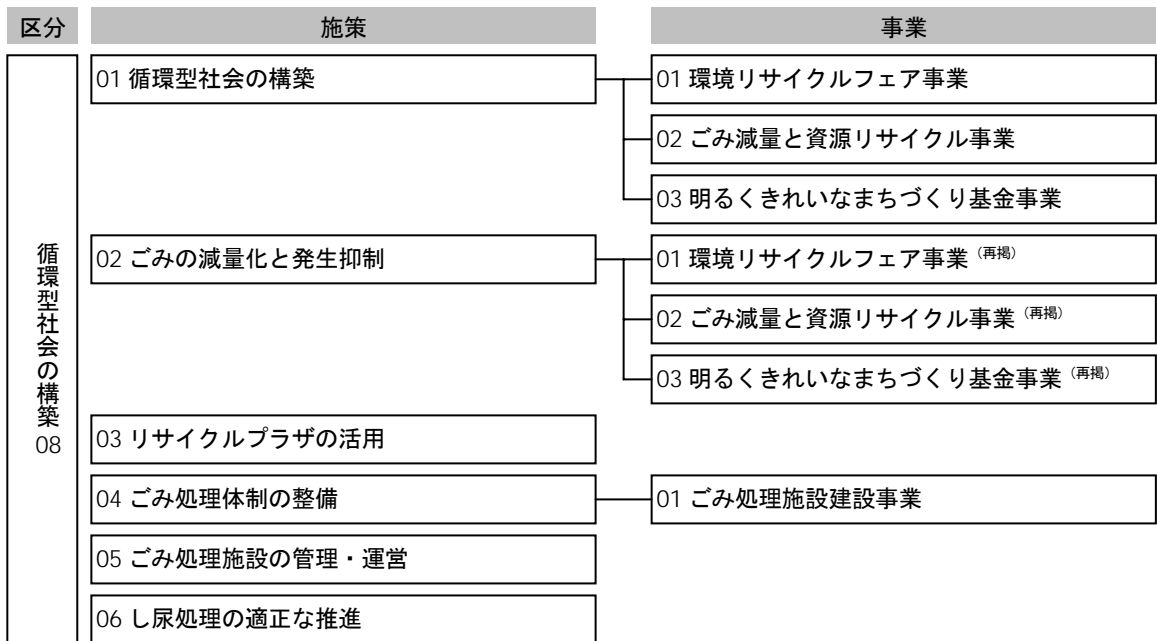 区分
施策
事業
循環型社会の構築 08
01 循環型社会の構築
01 環境リサイクルフェア事業
02 ごみ減量と資源リサイクル事業
03 明るくきれいなまちづくり基金事業
02 ごみの減量化と発生抑制
01 環境リサイクルフェア事業（再掲）
02 ごみ減量と資源リサイクル事業（再掲）
03 明るくきれいなまちづくり基金事業（再掲）
03 リサイクルプラザの活用
04 ごみ処理体制の整備
01 ごみ処理施設建設事業
05 ごみ処理施設の管理・運営
06 し尿処理の適正な推進